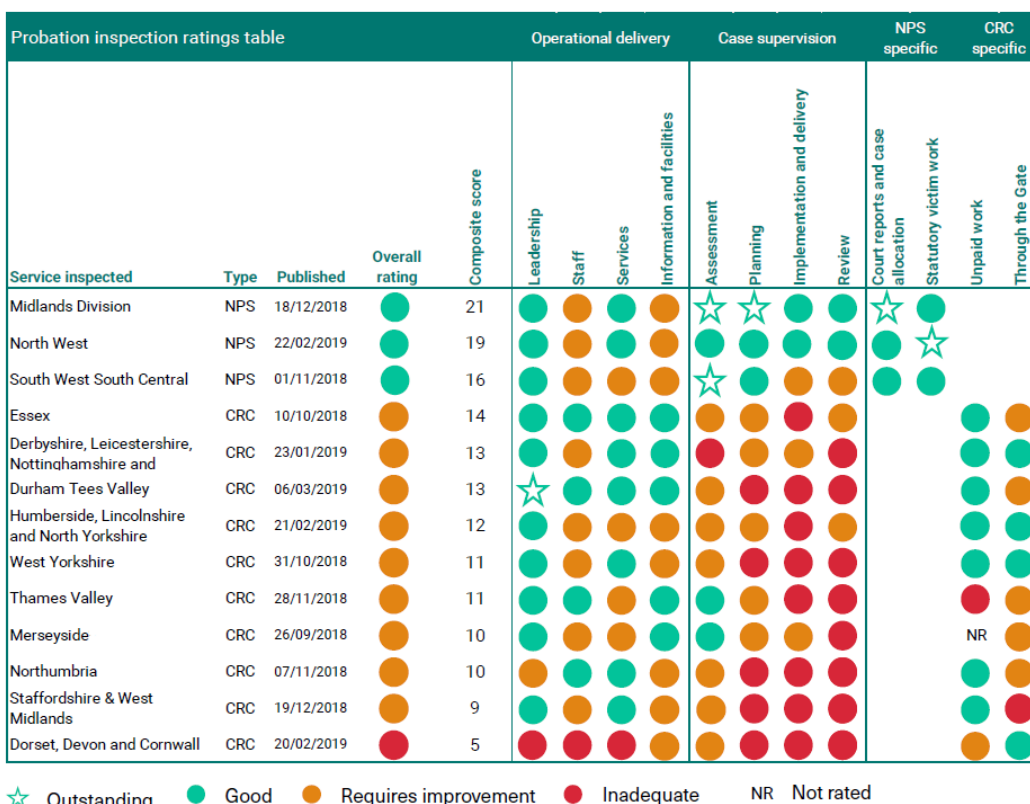 Probation inspection ratings table
Operational delivery
Case supervision
NPS
specific
CRC
specific
Service inspected
Type
Published
Overall
rating
Composite score
Leadership
Staff
Services
Information and facilities
Assessment
Planning
Implementation and delivery
Review
Court reports and case
allocation
Statutory victim work
Unpaid work
Through the Gate
Midlands Division NPS 18/12/2018 21
North West NPS 22/02/2019 19
South West South Central NPS 01/11/2018 16
Essex CRC 10/10/2018 14
Derbyshire, Leicestershire,
Nottinghamshire and CRC 23/01/2019 13
Durham Tees Valley CRC 06/03/2019 13
Humberside, Lincolnshire
and North Yorkshire CRC 21/02/2019 12
West Yorkshire CRC 31/10/2018 11
Thames Valley CRC 28/11/2018 11
Merseyside CRC 26/09/2018 10 NR
Northumbria CRC 07/11/2018 10
Staffordshire & West
Midlands CRC 19/12/2018 9
Dorset, Devon and Cornwall CRC 20/02/2019 5
Outstanding Good Requires improvement Inadequate NR Not rated